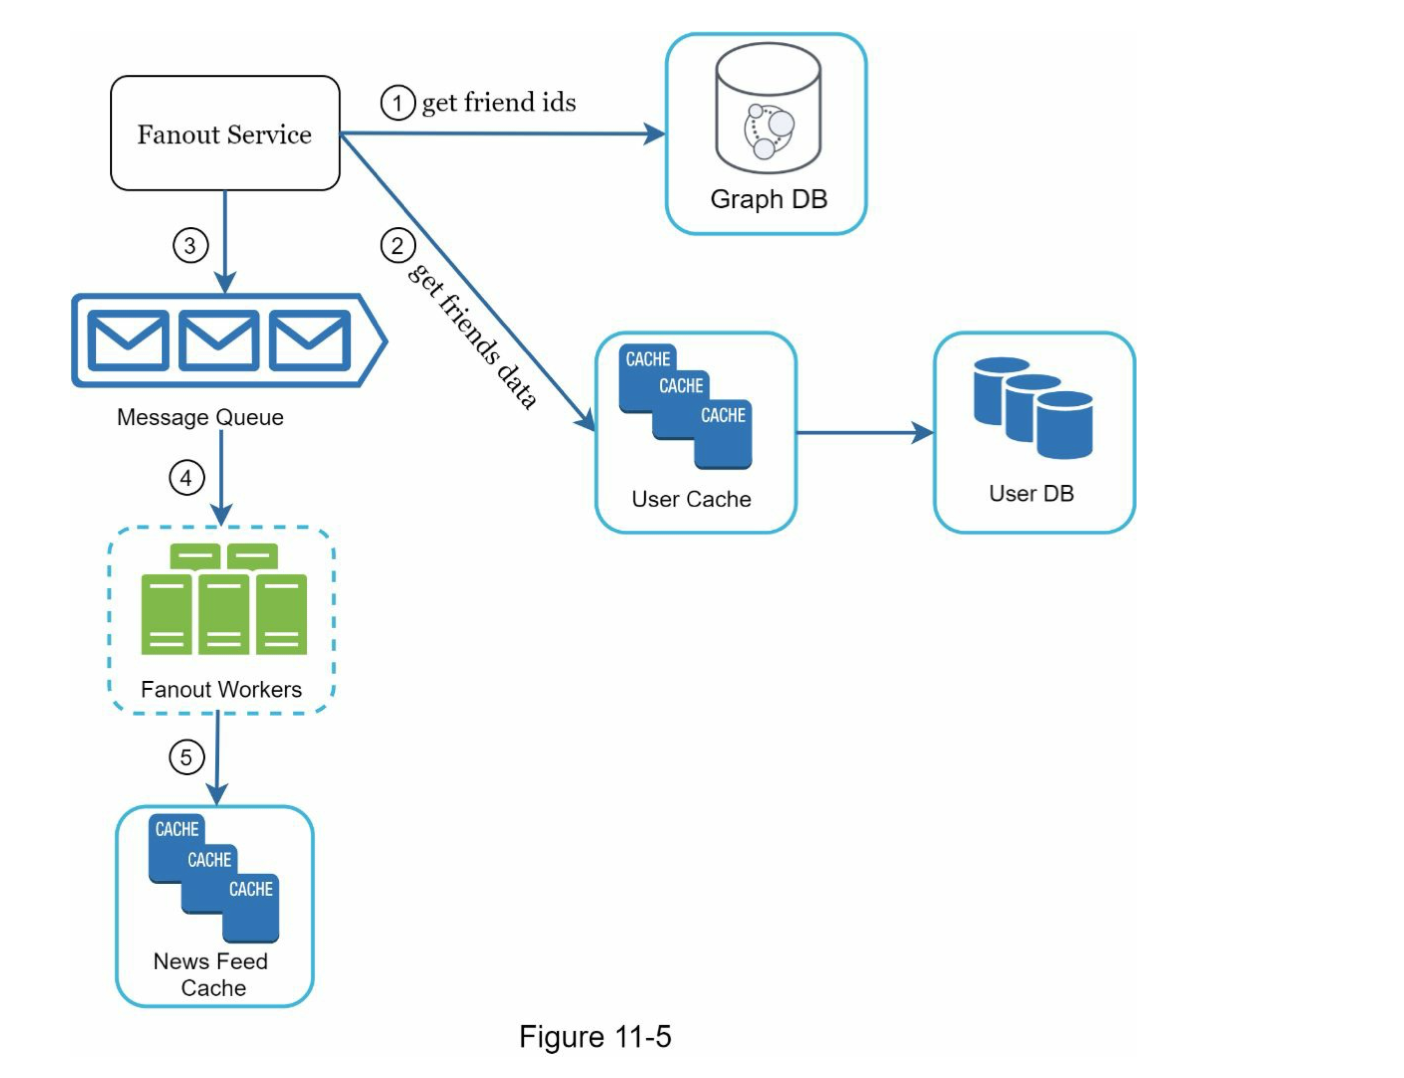 Fanout Service
1 get friend ids
Graph DB
2 get friends data
3
Message Queue
CACHE
CACHE
CACHE
User Cache
User DB
4
Fanout Workers
5
CACHE
CACHE
CACHE
News Feed
Cache
Figure 11-5